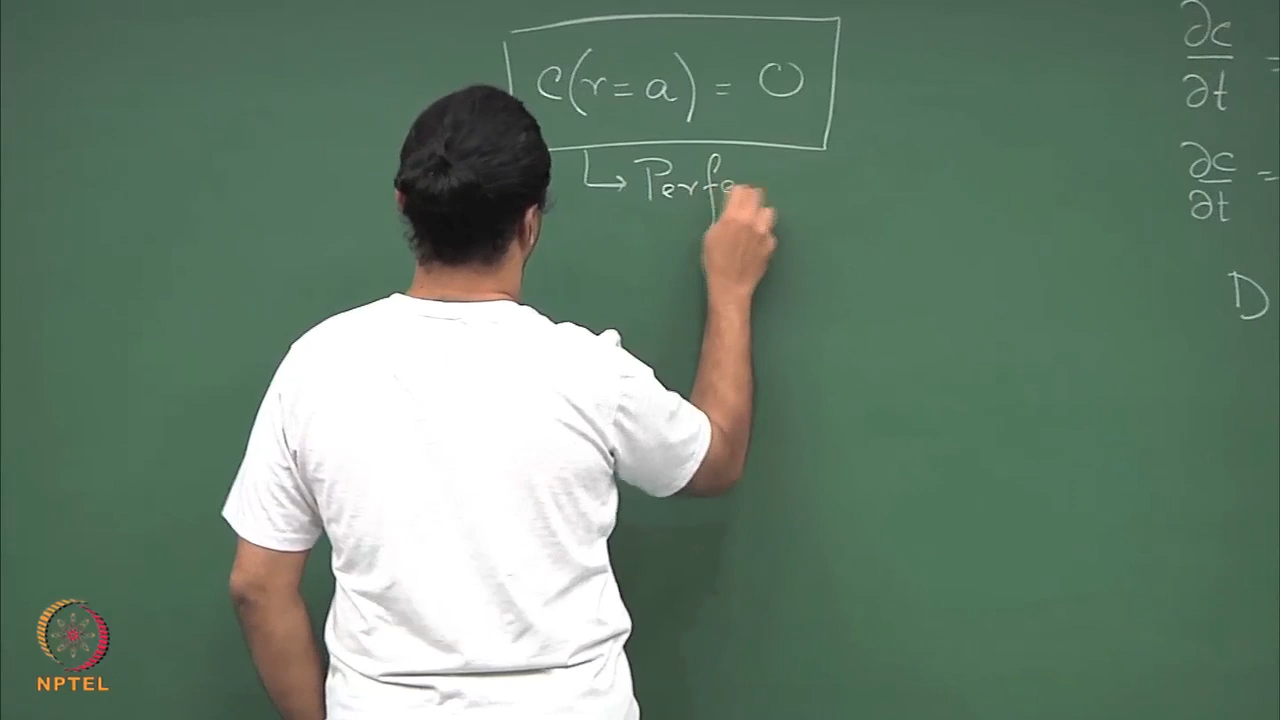 c(r=a) = 0
↳ Perfe
∂c/∂t =
∂c/∂t =
D
NPTEL